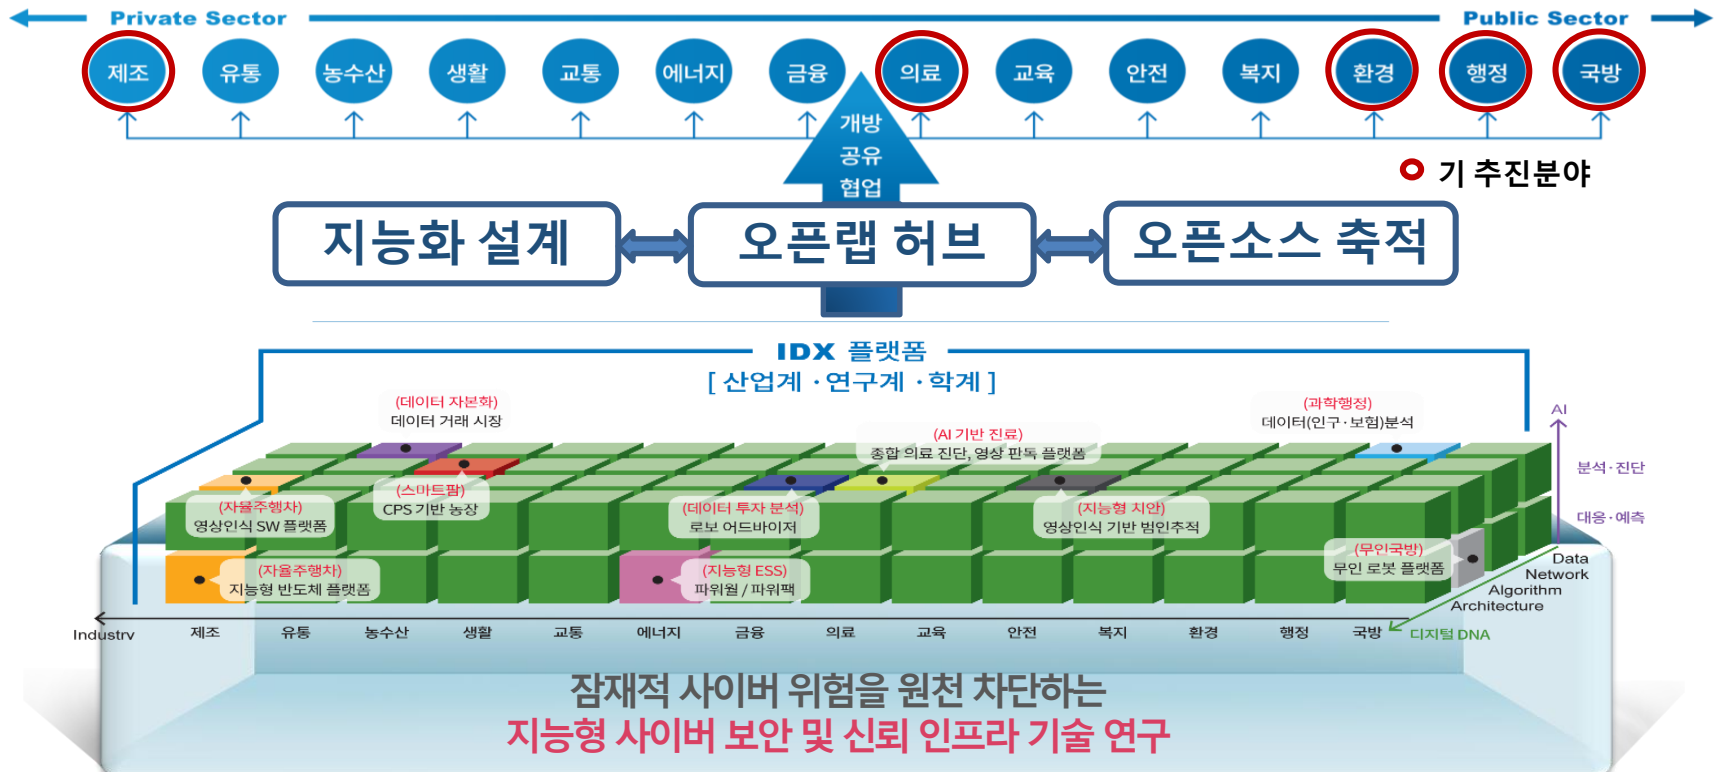 Private Sector
Public Sector
제조 유통 농수산 생활 교통 에너지 금융 의료 교육 안전 복지 환경 행정 국방
개방
공유
협업
기 추진분야
지능화 설계
오픈랩 허브
오픈소스 축적
IDX 플랫폼
[ 산업계 · 연구계 · 학계 ]
(데이터 자본화)
데이터 거래 시장
(과학행정)
데이터(인구 · 보험)분석
AI
(AI 기반 진료)
종합 의료 진단, 영상 판독 플랫폼
분석 · 진단
(스마트팜)
CPS 기반 농장
(자율주행차)
영상인식 SW 플랫폼
(데이터 투자 분석)
로보 어드바이저
(지능형 치안)
영상인식 기반 범인추적
대응 · 예측
(무인국방)
무인 로봇 플랫폼
(자율주행차)
지능형 반도체 플랫폼
(지능형 ESS)
파워월 / 파워팩
Data
Network
Algorithm
Architecture
Industry
제조 유통 농수산 생활 교통 에너지 금융 의료 교육 안전 복지 환경 행정 국방
디지털 DNA
잠재적 사이버 위험을 원천 차단하는
지능형 사이버 보안 및 신뢰 인프라 기술 연구